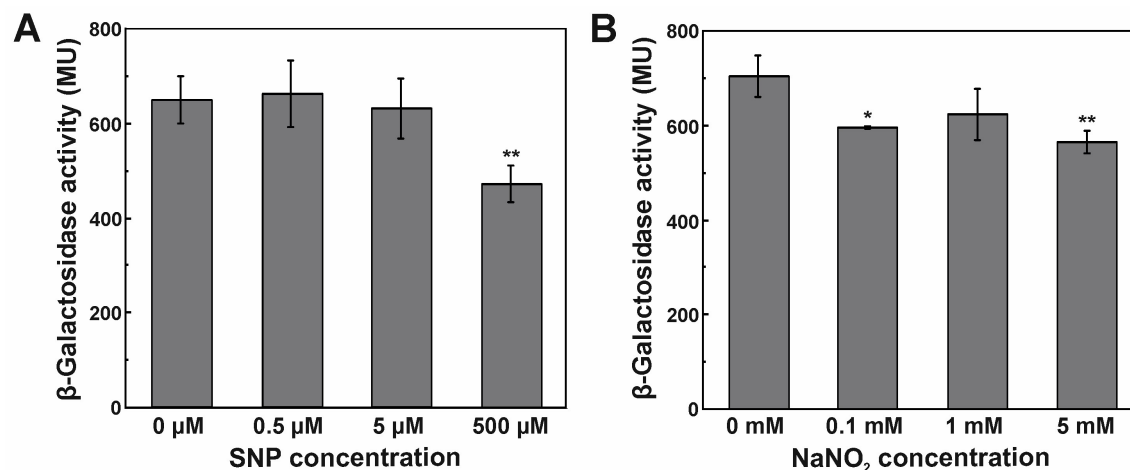 A
β-Galactosidase activity (MU)
800
600
400
200
0
**
0 µM 0.5 µM 5 µM 500 µM
SNP concentration
B
β-Galactosidase activity (MU)
800
600
400
200
0
*
**
0 mM 0.1 mM 1 mM 5 mM
NaNO₂ concentration